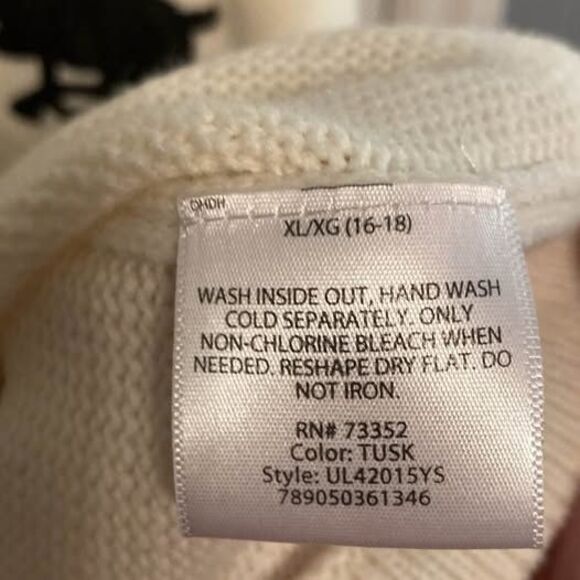 GHDH
XL/XG (16-18)
WASH INSIDE OUT, HAND WASH
COLD SEPARATELY. ONLY
NON-CHLORINE BLEACH WHEN
NEEDED. RESHAPE DRY FLAT. DO
NOT IRON.
RN# 73352
Color: TUSK
Style: UL42015YS
789050361346